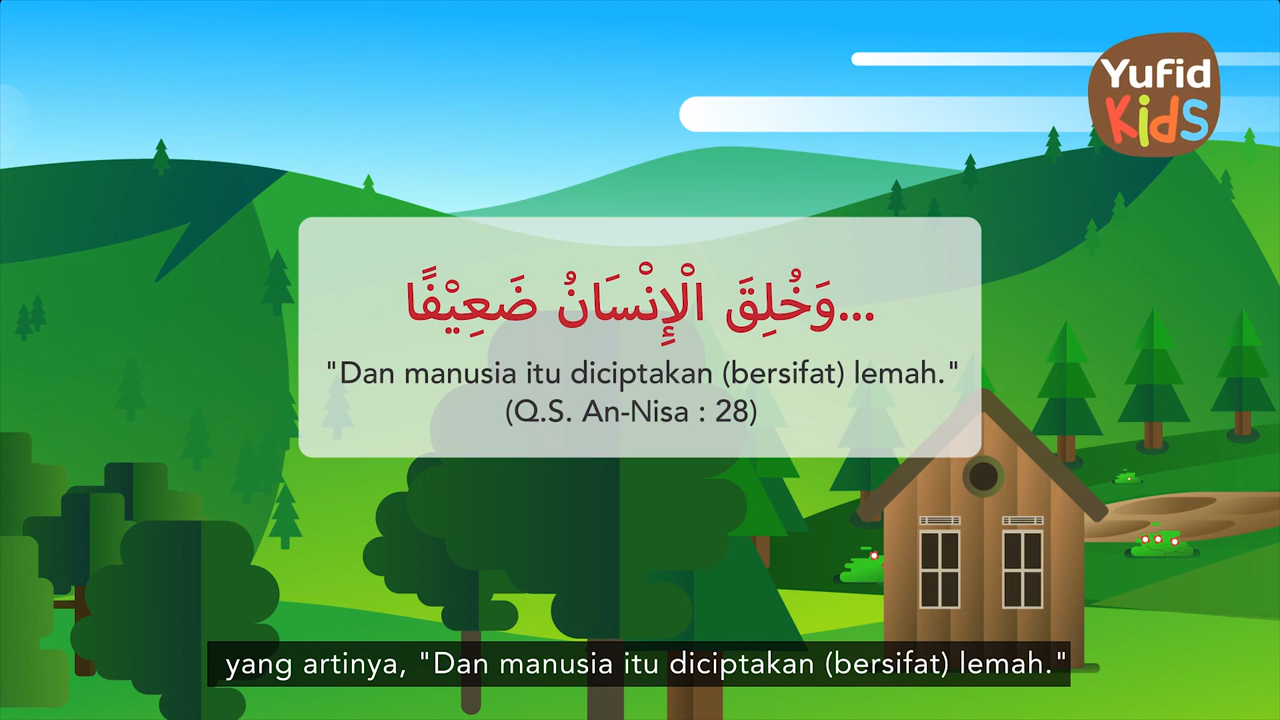 Yufid
Kids
...وَخُلِقَ الْإِنْسَانُ ضَعِيْفًا
"Dan manusia itu diciptakan (bersifat) lemah."
(Q.S. An-Nisa : 28)
yang artinya, "Dan manusia itu diciptakan (bersifat) lemah."